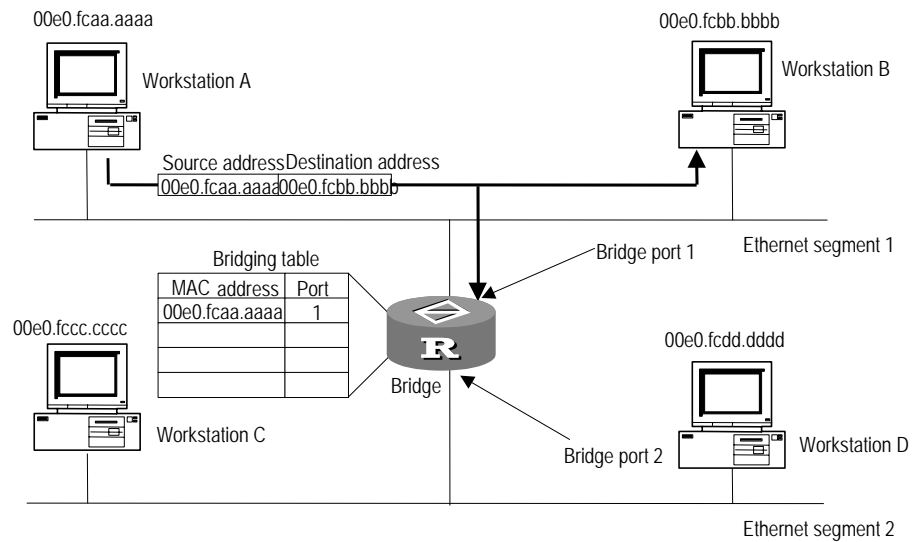 00e0.fcaa.aaaa
00e0.fcbb.bbbb
Workstation A
Workstation B
Source address Destination address
00e0.fcaa.aaaa 00e0.fcbb.bbbb
Ethernet segment 1
Bridge port 1
Bridging table
MAC address Port
00e0.fcaa.aaaa 1
00e0.fccc.cccc
00e0.fcdd.dddd
R
Bridge
Workstation C
Bridge port 2
Workstation D
Ethernet segment 2